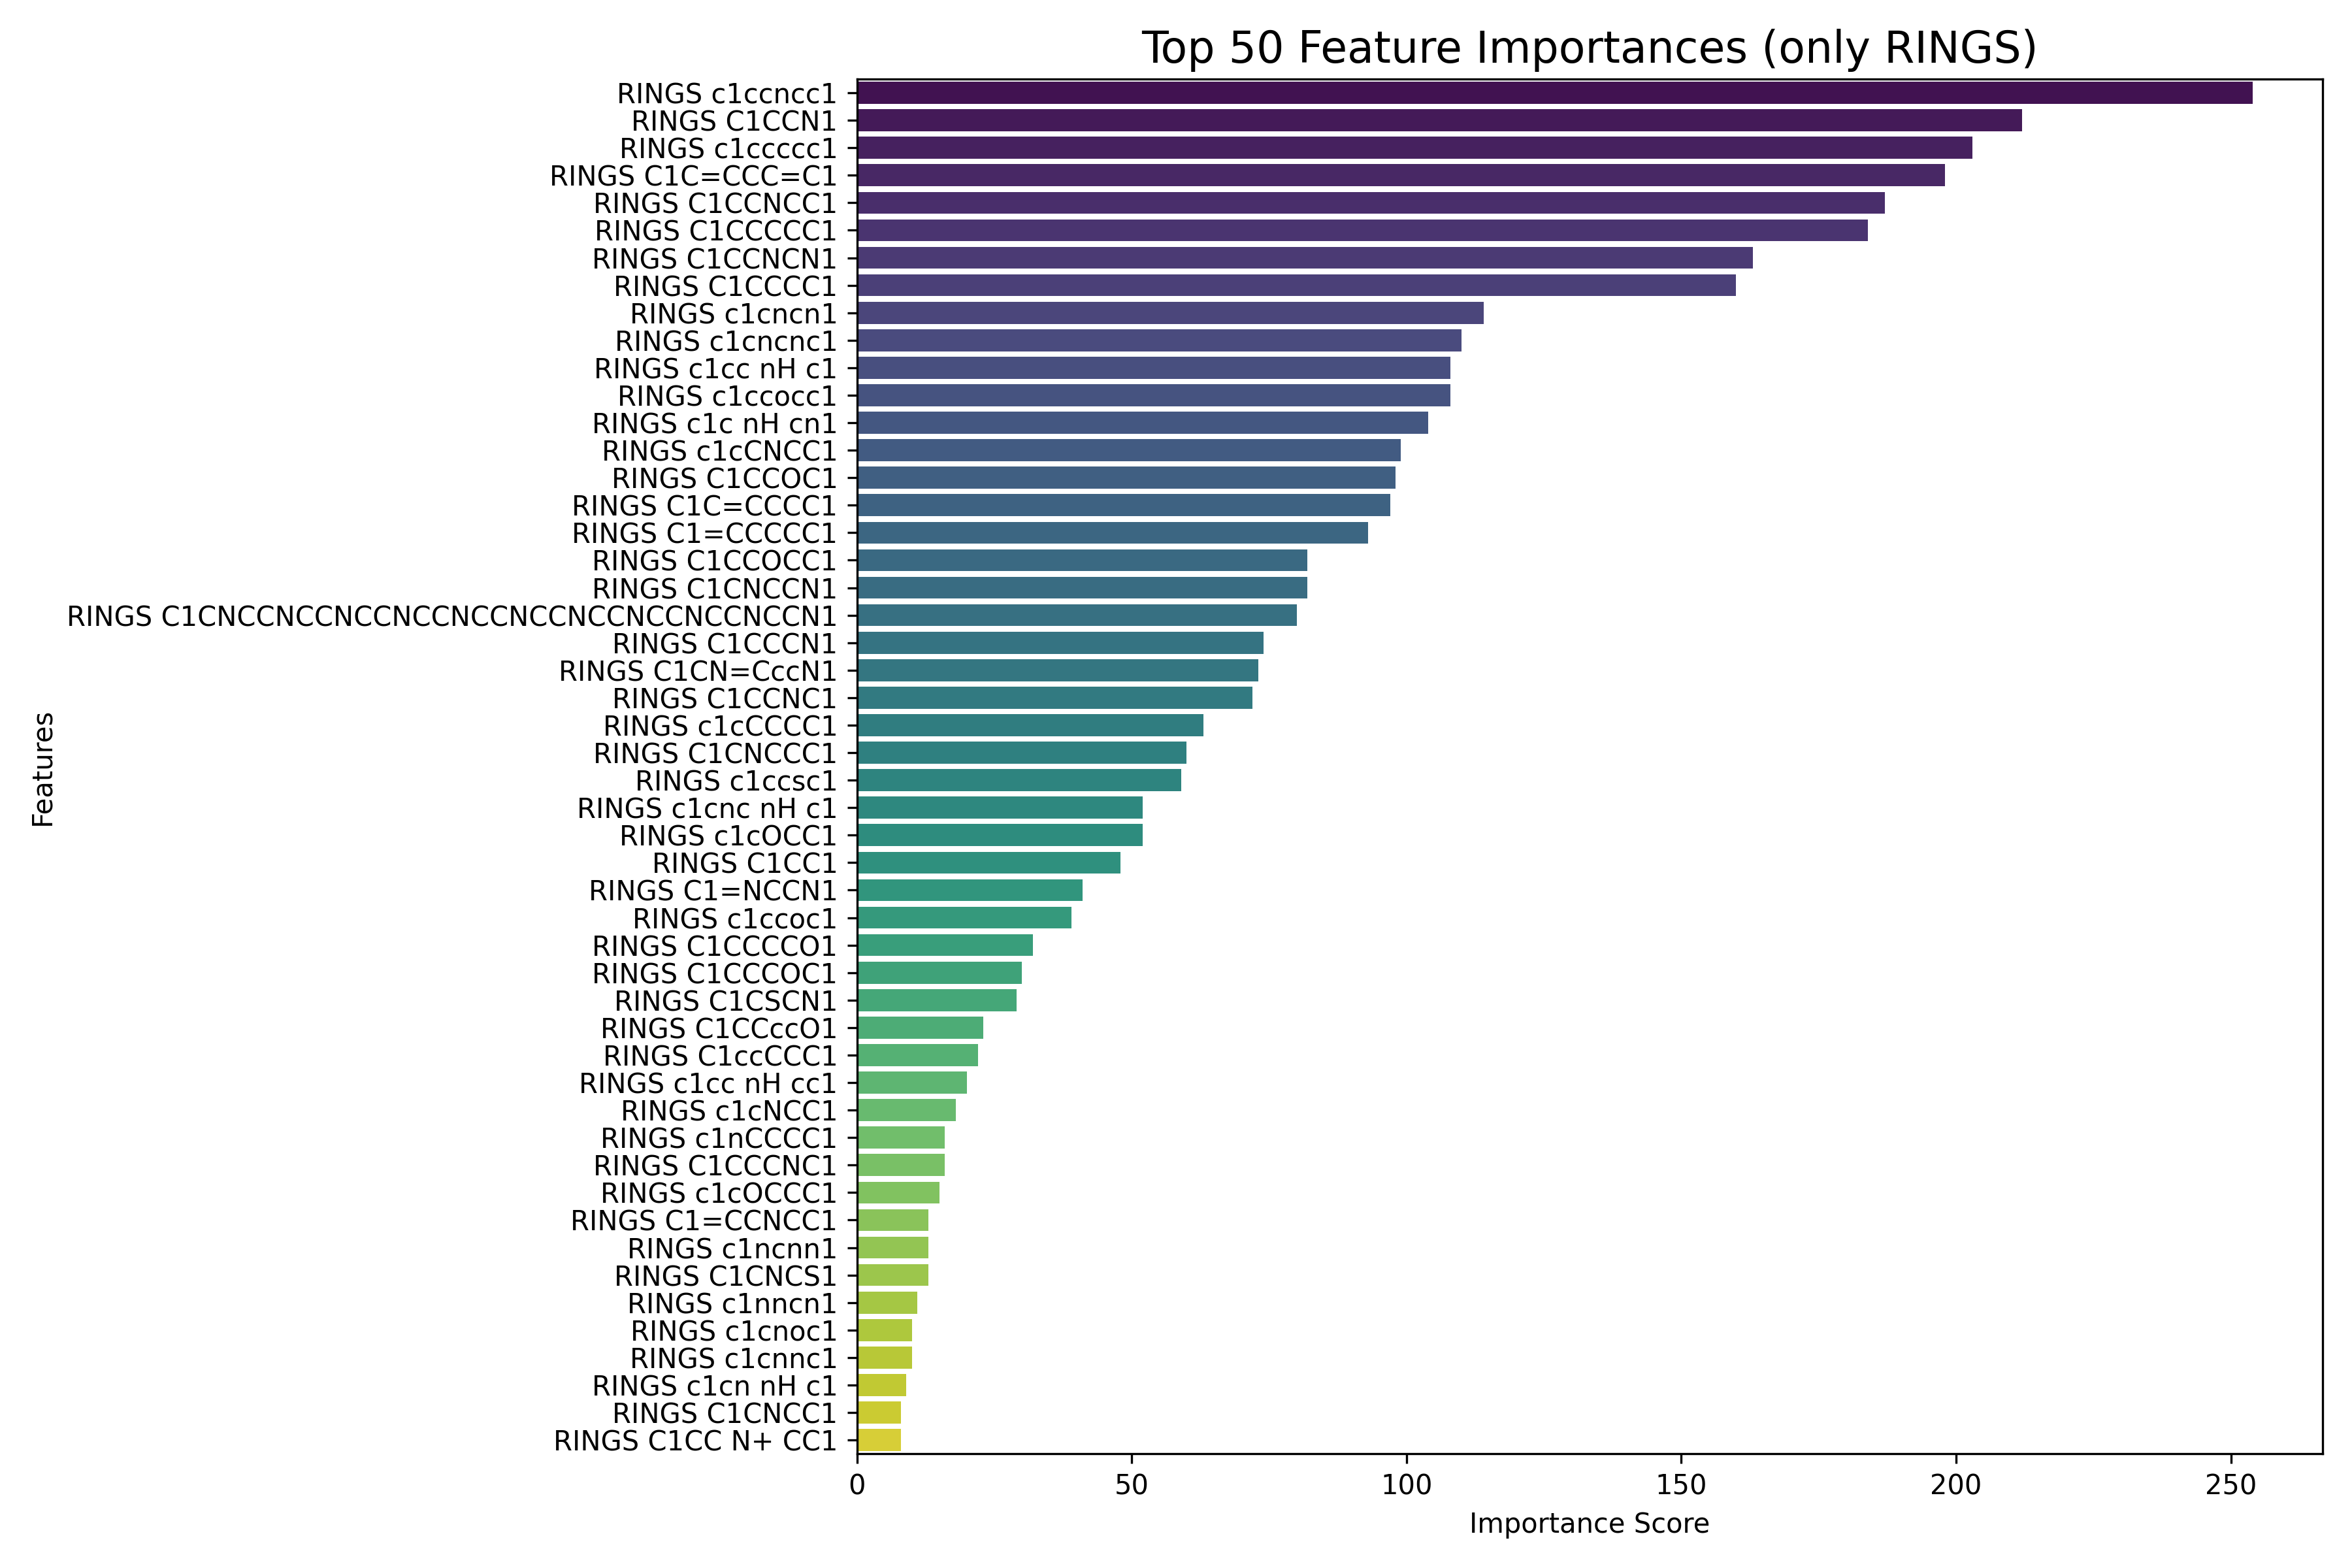 Top 50 Feature Importances (only RINGS)
RINGS c1ccncc1
RINGS C1CCN1
RINGS c1ccccc1
RINGS C1C=CCC=C1
RINGS C1CCNCC1
RINGS C1CCCCC1
RINGS C1CCNCN1
RINGS C1CCCC1
RINGS c1cncn1
RINGS c1cncnc1
RINGS c1cc nH c1
RINGS c1ccocc1
RINGS c1c nH cn1
RINGS c1cCNCC1
RINGS C1CCOC1
RINGS C1C=CCCC1
RINGS C1=CCCCC1
RINGS C1CCOCC1
RINGS C1CNCCN1
RINGS C1CNCCNCCNCCNCCNCCNCCNCCNCCNCCNCCN1
RINGS C1CCCN1
RINGS C1CN=CccN1
RINGS C1CCNC1
RINGS c1cCCCC1
RINGS C1CNCCC1
RINGS c1ccsc1
RINGS c1cnc nH c1
RINGS c1cOCC1
RINGS C1CC1
RINGS C1=NCCN1
RINGS c1ccoc1
RINGS C1CCCCO1
RINGS C1CCCOC1
RINGS C1CSCN1
RINGS C1CCccO1
RINGS C1ccCCC1
RINGS c1cc nH cc1
RINGS c1cNCC1
RINGS c1nCCCC1
RINGS C1CCCNC1
RINGS c1cOCCC1
RINGS C1=CCNCC1
RINGS c1ncnn1
RINGS C1CNCS1
RINGS c1nncn1
RINGS c1cnoc1
RINGS c1cnnc1
RINGS c1cn nH c1
RINGS C1CNCC1
RINGS C1CC N+ CC1
Features
0 50 100 150 200 250
Importance Score